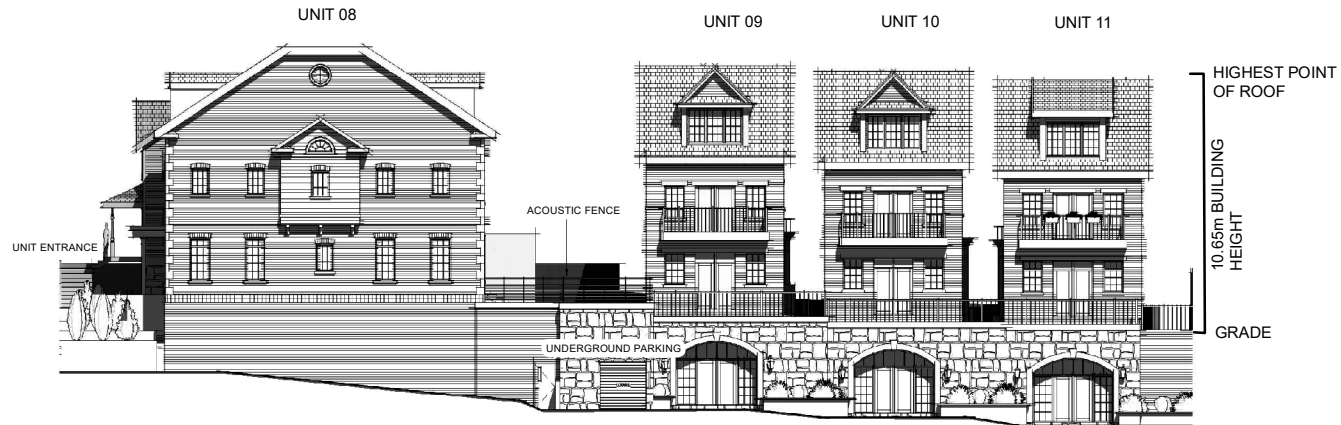 UNIT 08
UNIT 09
UNIT 10
UNIT 11
HIGHEST POINT
OF ROOF
10.65m BUILDING
HEIGHT
ACOUSTIC FENCE
UNIT ENTRANCE
GRADE
UNDERGROUND PARKING